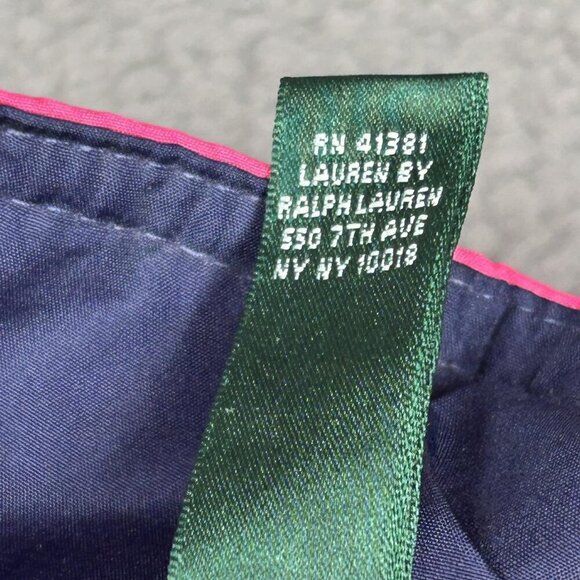 RN 41381
LAUREN BY
RALPH LAUREN
550 7TH AVE
NY NY 10018